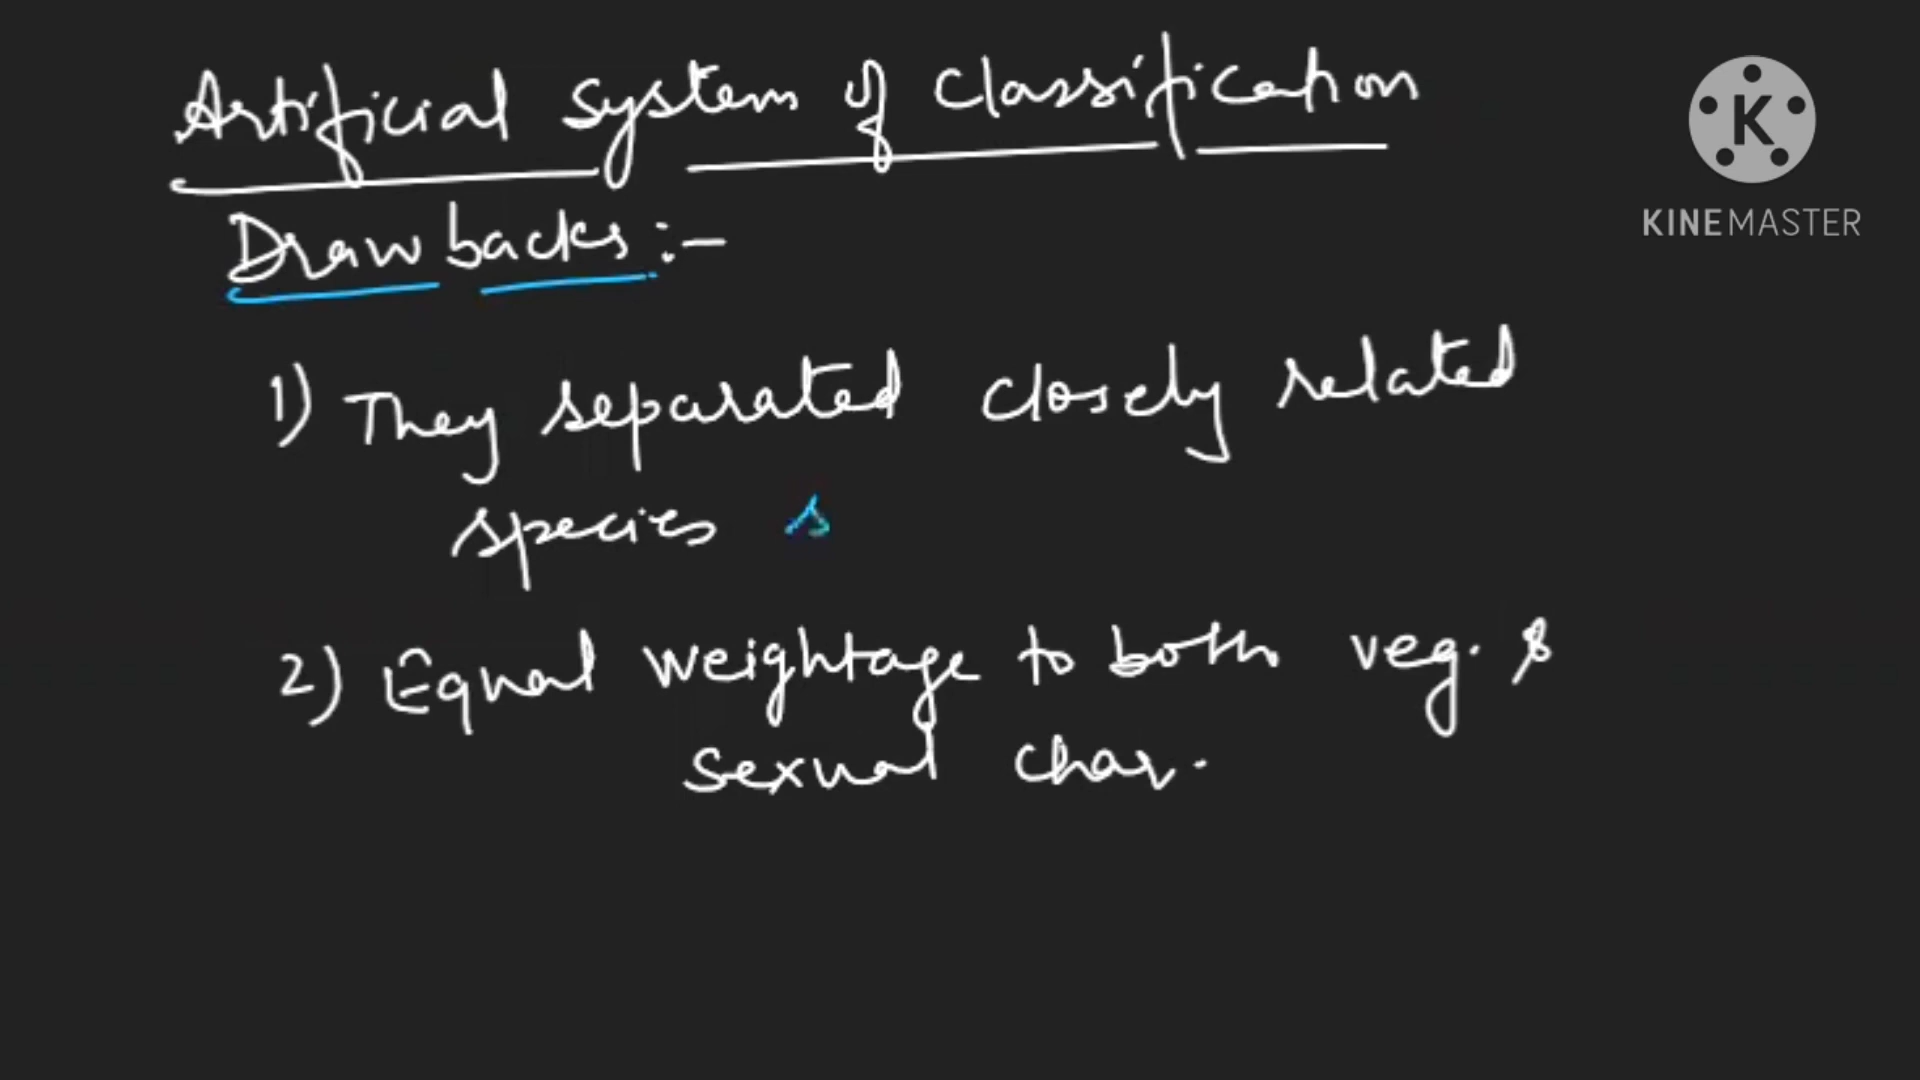 Artificial system of classification
K
KINEMASTER
Drawbacks:-
1) They separated closely related
species s
2) Equal weightage to both veg. &
sexual char.